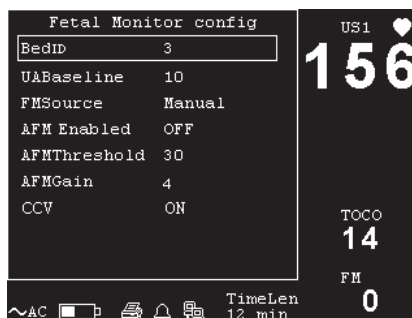 Fetal Monitor config
BedID 3
UABaseline 10
FMSource Manual
AFM Enabled OFF
AFMThreshold 30
AFMGain 4
CCV ON
US1
156
TOCO
14
FM
0
AC
TimeLen
12 min